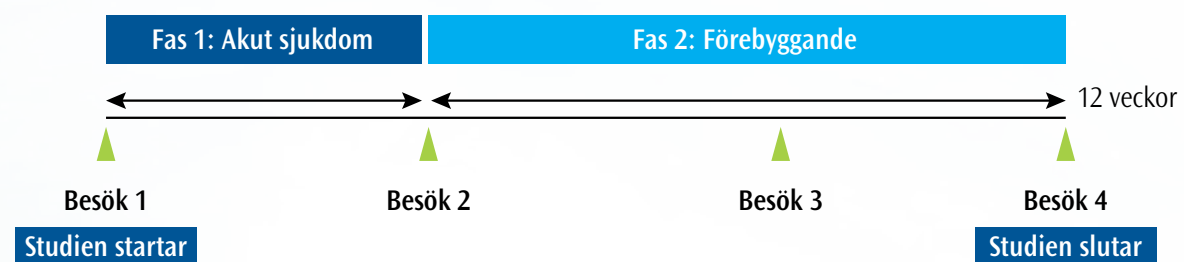 Fas 1: Akut sjukdom
Fas 2: Förebyggande
12 veckor
Besök 1
Besök 2
Besök 3
Besök 4
Studien startar
Studien slutar